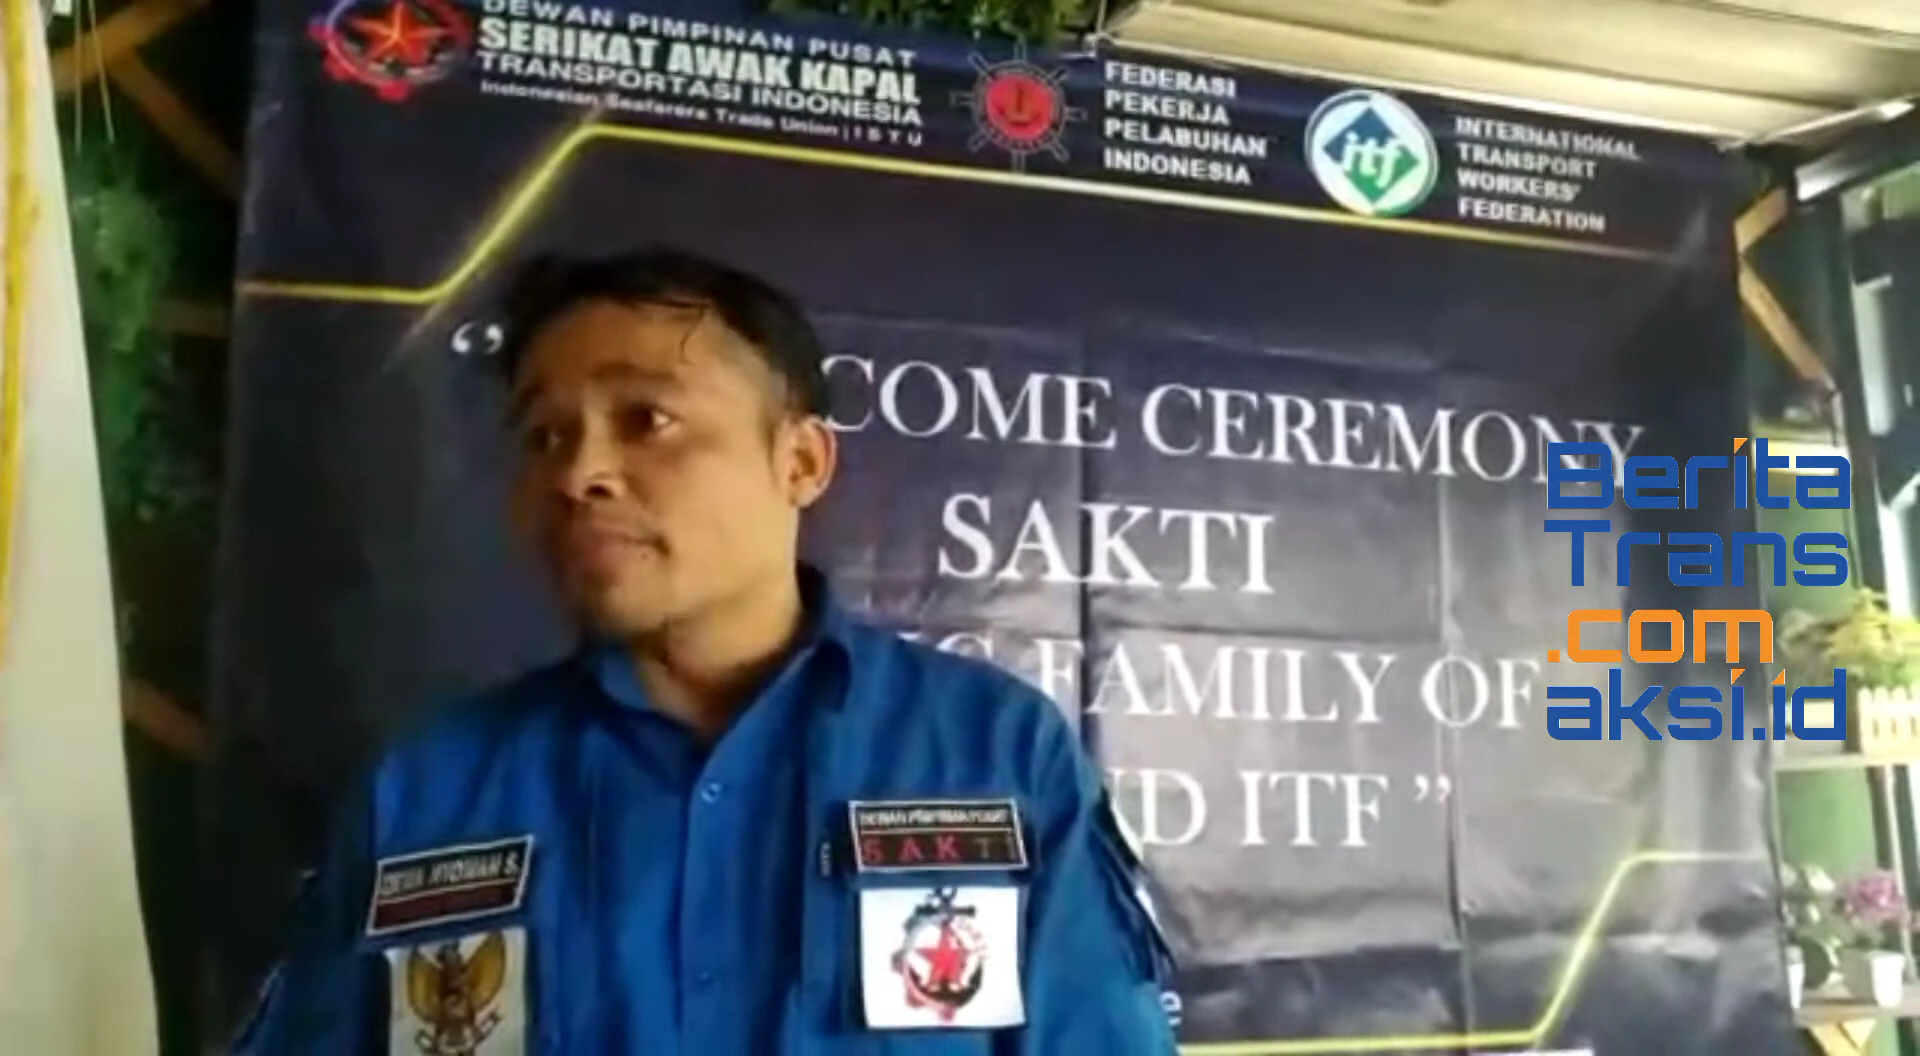 DEWAN PIMPINAN PUSAT
SERIKAT AWAK KAPAL
TRANSPORTASI INDONESIA
Indonesian Seafarers Trade Union | I S T U
FEDERASI
PEKERJA
PELABUHAN
INDONESIA
itf
INTERNATIONAL
TRANSPORT
WORKERS'
FEDERATION
COME CEREMONY
SAKTI
FAMILY OF
ITF ”
Berita
Trans
.com
aksi.id
DEWAN PIMPINAN PUSAT
SAKTI
NYOMAN S.